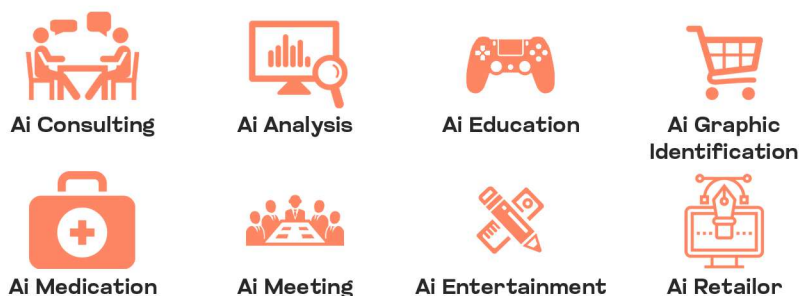 Ai Consulting
Ai Analysis
Ai Education
Ai Graphic
Identification
Ai Medication
Ai Meeting
Ai Entertainment
Ai Retailor